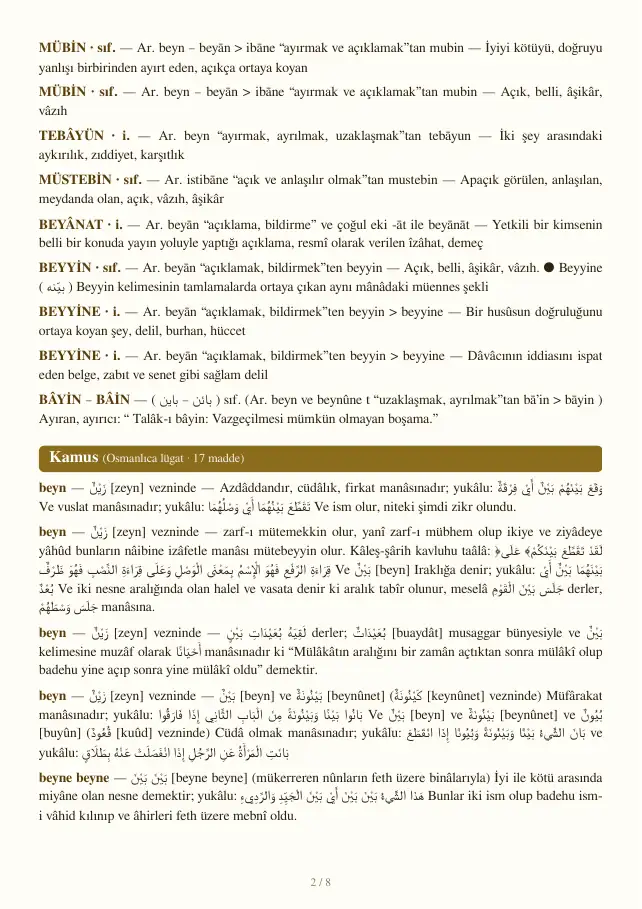 MÜBİN · sıf. — Ar. beyn – beyān > ibāne “ayırmak ve açıklamak”tan mubin — İyiyi kötüyü, doğruyu
yanlışı birbirinden ayırt eden, açıkça ortaya koyan
MÜBİN · sıf. — Ar. beyn – beyān > ibāne “ayırmak ve açıklamak”tan mubin — Açık, belli, âşikâr,
vâzıh
TEBÂYÜN · i. — Ar. beyn “ayırmak, ayrılmak, uzaklaşmak”tan tebāyun — İki şey arasındaki
aykırılık, zıddiyet, karşıtlık
MÜSTEBİN · sıf. — Ar. istibāne “açık ve anlaşılır olmak”tan mustebin — Apaçık görülen, anlaşılan,
meydanda olan, açık, vâzıh, âşikâr
BEYÂNAT · i. — Ar. beyān “açıklama, bildirme” ve çoğul eki -āt ile beyānāt — Yetkili bir kimsenin
belli bir konuda yayın yoluyle yaptığı açıklama, resmî olarak verilen îzâhat, demeç
BEYYİN · sıf. — Ar. beyān “açıklamak, bildirmek”ten beyyin — Açık, belli, âşikâr, vâzıh. ● Beyyine
( بيّنه ) Beyyin kelimesinin tamlamalarda ortaya çıkan aynı mânâdaki müennes şekli
BEYYİNE · i. — Ar. beyān “açıklamak, bildirmek”ten beyyin > beyyine — Bir husûsun doğruluğunu
ortaya koyan şey, delil, burhan, hüccet
BEYYİNE · i. — Ar. beyān “açıklamak, bildirmek”ten beyyin > beyyine — Dâvâcının iddiasını ispat
eden belge, zabıt ve senet gibi sağlam delil
BÂYİN – BÂİN — ( بائن - باين ) sıf. (Ar. beyn ve beynûne t “uzaklaşmak, ayrılmak”tan bā’in > bāyin )
Ayıran, ayırıcı: “ Talâk-ı bâyin: Vazgeçilmesi mümkün olmayan boşama.”
Kamus (Osmanlıca lügat · 17 madde)
beyn — زَيْنٌ [zeyn] vezninde — Azdâddandır, cüdâlık, firkat manâsınadır; yukâlu: وَقَعَ بَيْنَهُمْ بَيْنٌ أَيْ فِرْقَةٌ
Ve vuslat manâsınadır; yukâlu: تَقَطَّعَ بَيْنُهُمَا أَيْ وَصْلُهُمَا Ve ism olur, niteki şimdi zikr olundu.
beyn — زَيْنٌ [zeyn] vezninde — zarf-ı mütemekkin olur, yanî zarf-ı mübhem olup ikiye ve ziyâdeye
yâhûd bunların nâibine izâfetle manâsı mütebeyyin olur. Kâleş-şârih kavluhu taâlâ: ﴿لَقَدْ تَقَطَّعَ بَيْنَكُمْ﴾ عَلَى
قِرَاءَةِ الرَّفْعِ فَهُوَ الْإِسْمُ بِمَعْنَى الْوَصْلِ وَعَلَى قِرَاءَةِ النَّصْبِ فَهُوَ ظَرْفٌ Ve بَيْنٌ [beyn] Iraklığa denir; yukâlu: بَيْنَهُمَا بَيْنٌ أَيْ
بُعْدٌ Ve iki nesne aralığında olan halel ve vasata denir ki aralık tabîr olunur, meselâ جَلَسَ بَيْنَ الْقَوْمِ derler,
جَلَسَ وَسْطَهُمْ manâsına.
beyn — زَيْنٌ [zeyn] vezninde — لَقِيَهُ بُعَيْدَاتِ بَيْنٍ derler; بُعَيْدَاتٌ [buaydât] musaggar bünyesiyle ve بَيْنٌ
kelimesine muzâf olarak أَحْيَانًا manâsınadır ki “Mülâkâtın aralığını bir zamân açtıktan sonra mülâkî olup
badehu yine açıp sonra yine mülâkî oldu” demektir.
beyn — زَيْنٌ [zeyn] vezninde — بَيْنٌ [beyn] ve بَيْنُونَةٌ [beynûnet] (كَيْنُونَةٌ [keynûnet] vezninde) Müfârakat
manâsınadır; yukâlu: بَانُوا بَيْنًا وَبَيْنُونَةً مِنَ الْبَابِ الثَّانِي إِذَا فَارَقُوا Ve بَيْنٌ [beyn] ve بَيْنُونَةٌ [beynûnet] ve بُيُونٌ
[buyûn] (قُعُودٌ [kuûd] vezninde) Cüdâ olmak manâsınadır; yukâlu: بَانَ الشَّيْءُ بَيْنًا وَبَيْنُونَةً وَبُيُونًا إِذَا انْقَطَعَ ve
yukâlu: بَانَتِ الْمَرْأَةُ عَنِ الرَّجُلِ إِذَا انْفَصَلَتْ عَنْهُ بِطَلَاقٍ
beyne beyne — بَيْنَ بَيْنَ [beyne beyne] (mükerreren nûnların feth üzere binâlarıyla) İyi ile kötü arasında
miyâne olan nesne demektir; yukâlu: هَذَا الشَّيْءُ بَيْنَ بَيْنَ أَيْ بَيْنَ الْجَيِّدِ وَالرَّدِيءِ Bunlar iki ism olup badehu ism-
i vâhid kılınıp ve âhirleri feth üzere mebnî oldu.
2 / 8